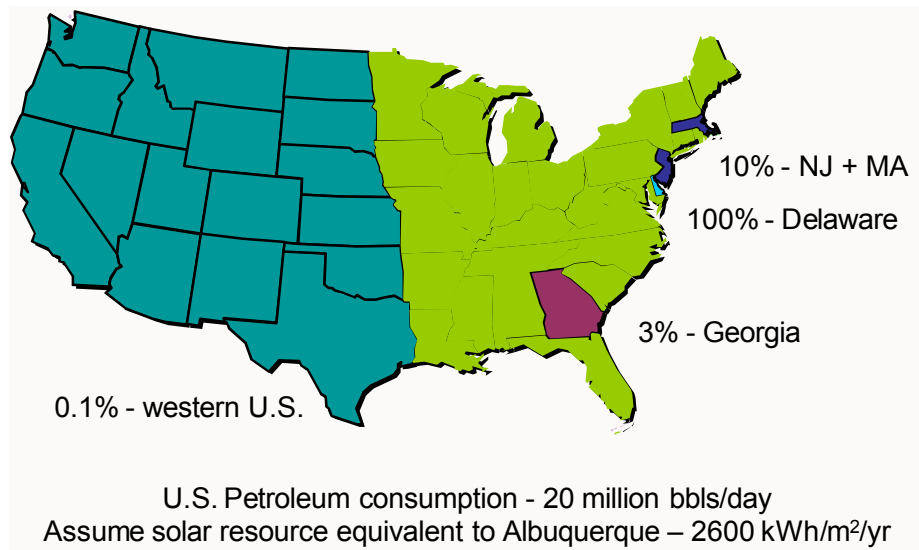 10% - NJ + MA
100% - Delaware
3% - Georgia
0.1% - western U.S.
U.S. Petroleum consumption - 20 million bbls/day
Assume solar resource equivalent to Albuquerque – 2600 kWh/m²/yr